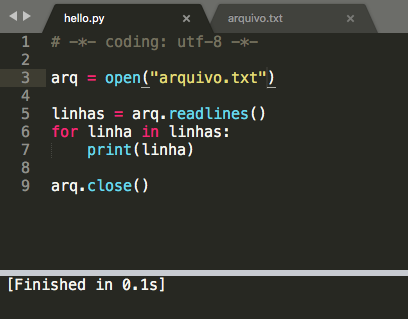 hello.py × arquivo.txt ×
1 # -*- coding: utf-8 -*-
2
3 arq = open("arquivo.txt")
4
5 linhas = arq.readlines()
6 for linha in linhas:
7     print(linha)
8
9 arq.close()
[Finished in 0.1s]